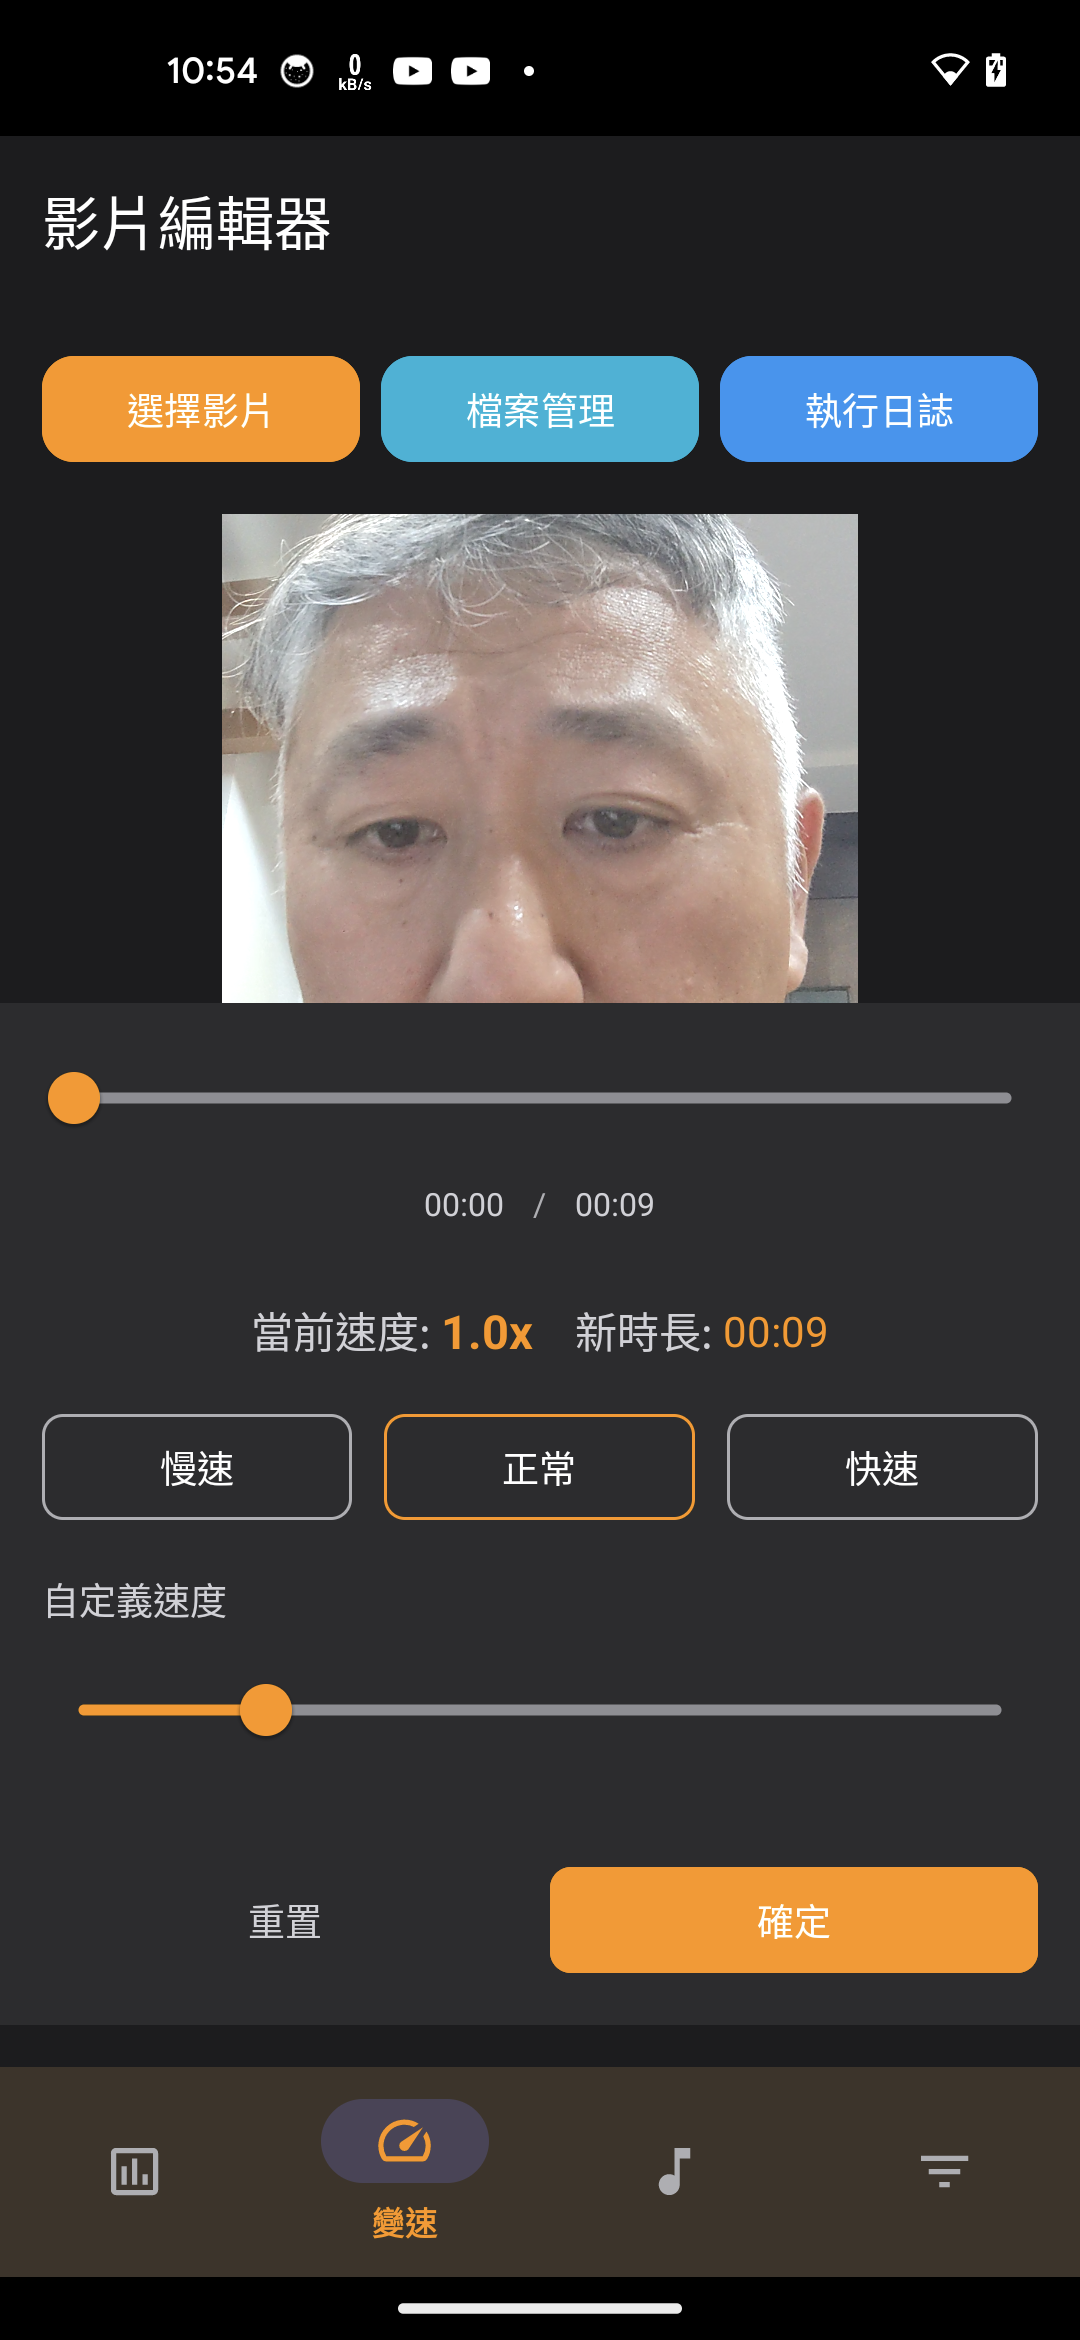 10:54
0
kB/s
影片編輯器
選擇影片
檔案管理
執行日誌
00:00 / 00:09
當前速度: 1.0x 新時長: 00:09
慢速
正常
快速
自定義速度
重置
確定
變速